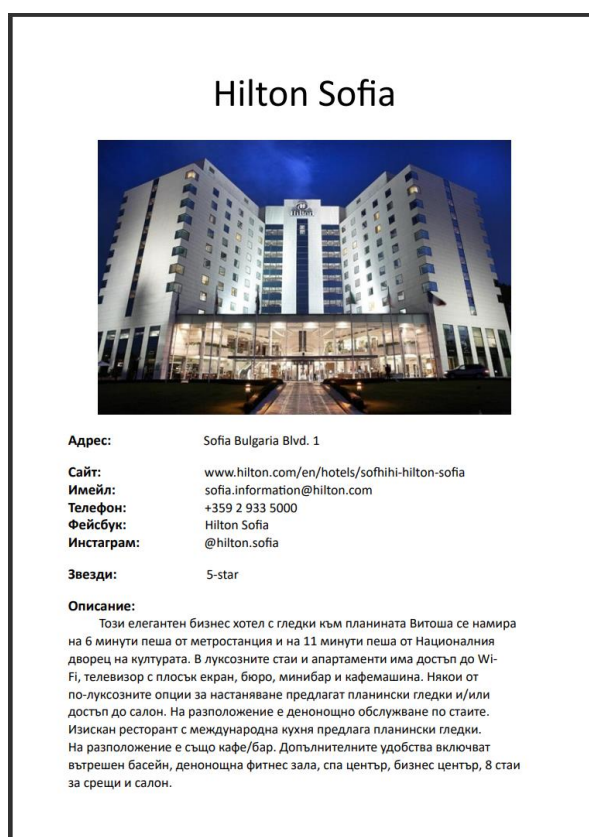 Hilton Sofia
Hilton
Адрес: Sofia Bulgaria Blvd. 1
Сайт: www.hilton.com/en/hotels/sofhihi-hilton-sofia
Имейл: sofia.information@hilton.com
Телефон: +359 2 933 5000
Фейсбук: Hilton Sofia
Инстаграм: @hilton.sofia
Звезди: 5-star
Описание:
Този елегантен бизнес хотел с гледки към планината Витоша се намира
на 6 минути пеша от метростанция и на 11 минути пеша от Националния
дворец на културата. В луксозните стаи и апартаменти има достъп до Wi-
Fi, телевизор с плосък екран, бюро, минибар и кафемашина. Някои от
по-луксозните опции за настаняване предлагат планински гледки и/или
достъп до салон. На разположение е денонощно обслужване по стаите.
Изискан ресторант с международна кухня предлага планински гледки.
На разположение е също кафе/бар. Допълнителните удобства включват
вътрешен басейн, денонощна фитнес зала, спа център, бизнес център, 8 стаи
за срещи и салон.